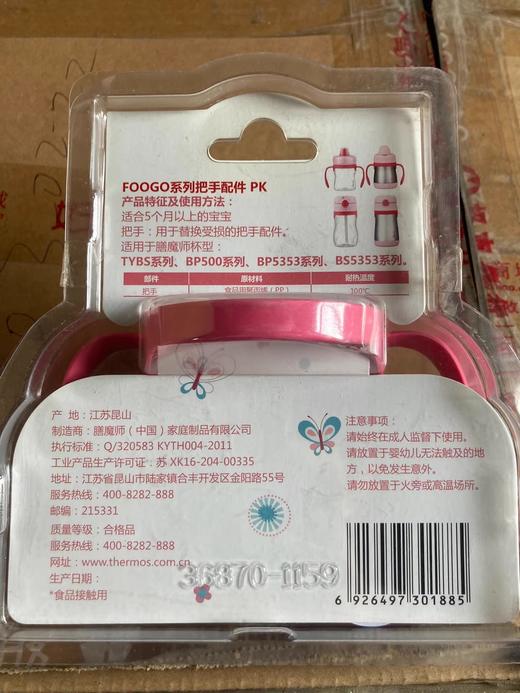 FOOGO系列把手配件 PK
产品特征及使用方法：
适合5个月以上的宝宝
把手：用于替换受损的把手配件。
适用于膳魔师杯型：
TYBS系列、BP500系列、BP5353系列、BS5353系列。
部件 原材料 耐热温度
把手 食品用聚丙烯（PP） 100℃
产 地：江苏昆山
制造商：膳魔师（中国）家庭制品有限公司
执行标准：Q/320583 KYTH004-2011
工业产品生产许可证：苏 XK16-204-00335
地址：江苏省昆山市陆家镇合丰开发区金阳路55号
服务热线：400-8282-888
邮编：215331
质量等级：合格品
服务热线：400-8282-888
网址：www.thermos.com.cn
生产日期：
*食品接触用
注意事项：
请始终在成人监督下使用。
请放置于婴幼儿无法触及的地
方，以免发生意外。
请勿放置于火旁或高温场所。
36870-1159
6 926497 301885